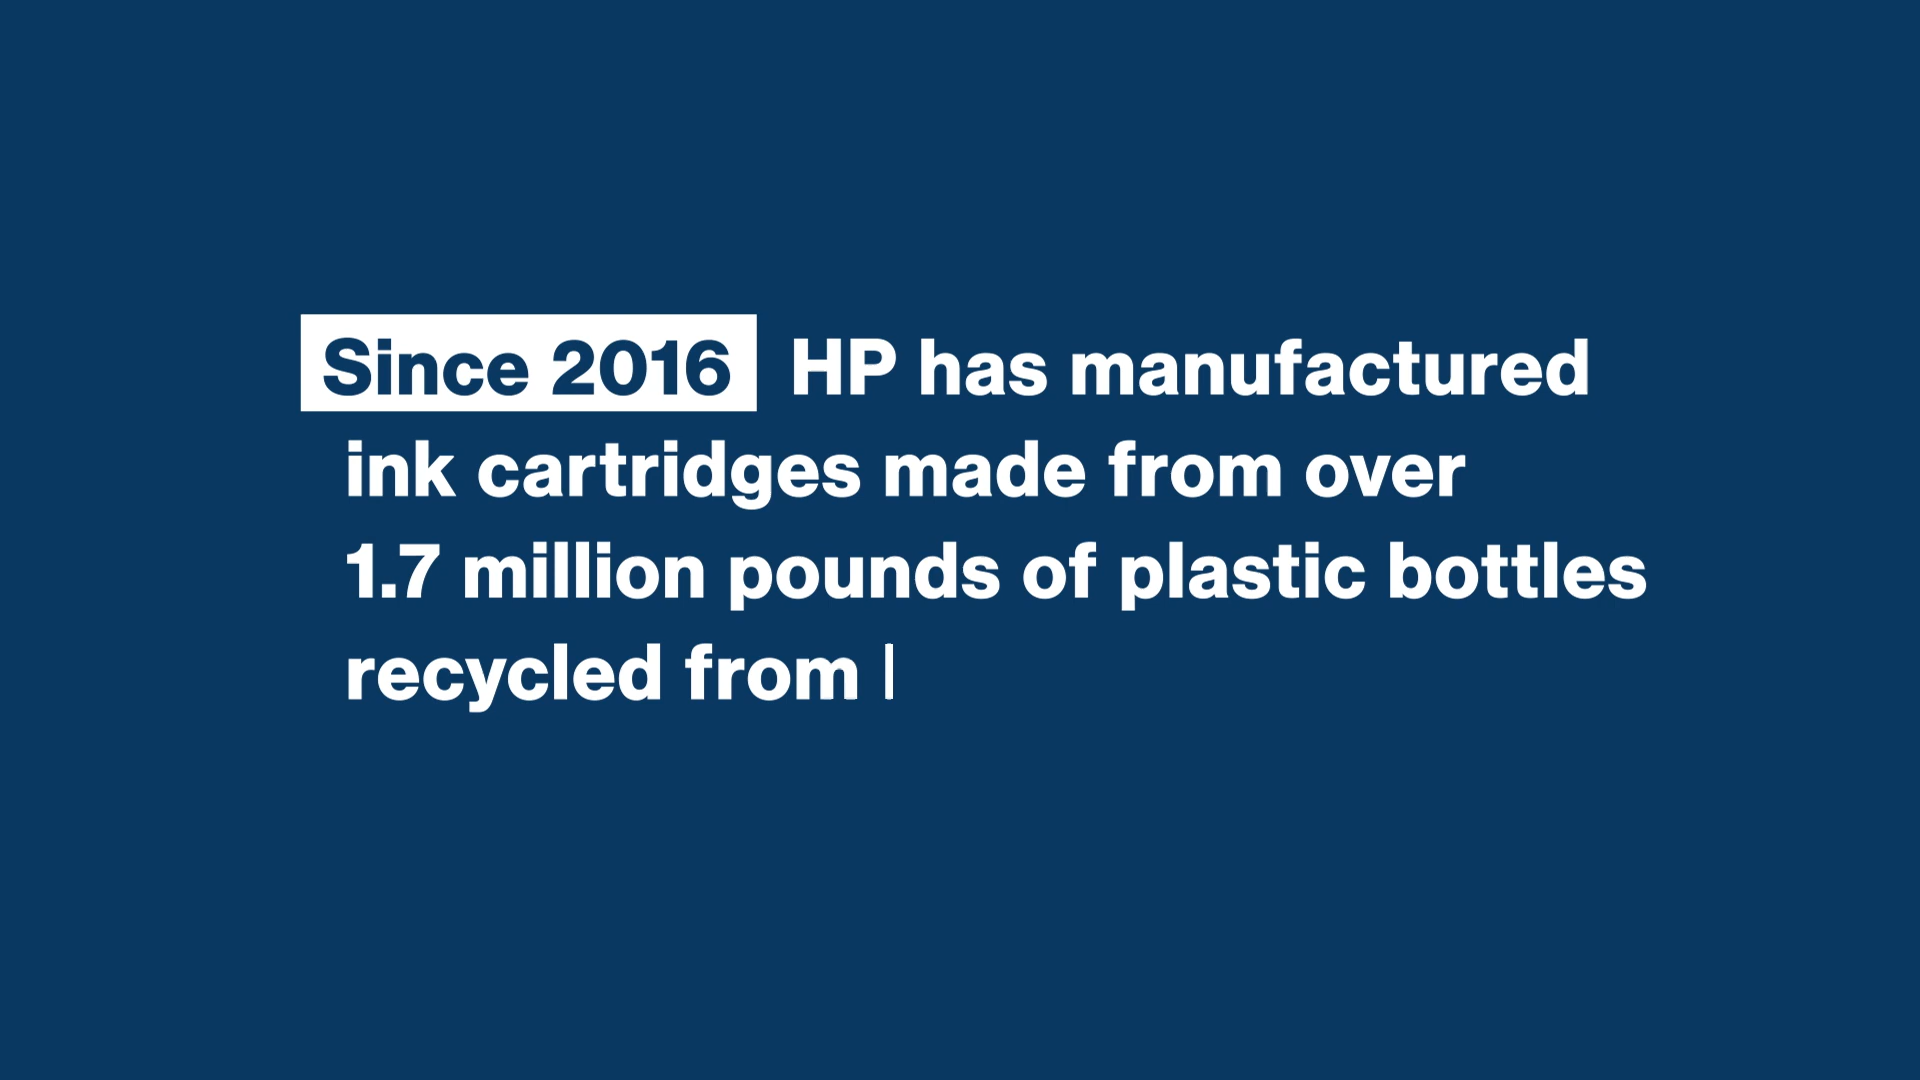 Since 2016 HP has manufactured
ink cartridges made from over
1.7 million pounds of plastic bottles
recycled from